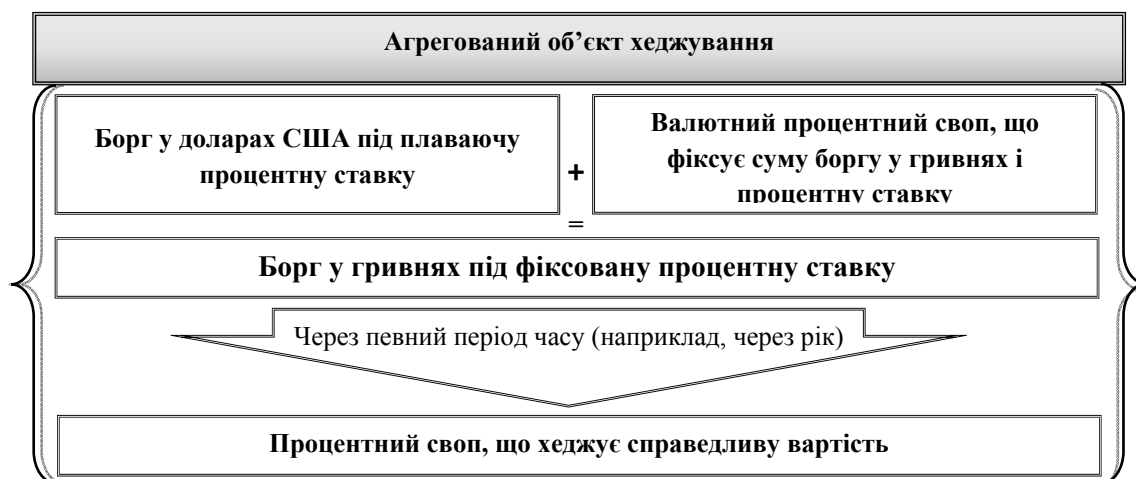 Агрегований об’єкт хеджування
Борг у доларах США під плаваючу
процентну ставку
+
Валютний процентний своп, що
фіксує суму боргу у гривнях і
процентну ставку
=
Борг у гривнях під фіксовану процентну ставку
Через певний період часу (наприклад, через рік)
Процентний своп, що хеджує справедливу вартість